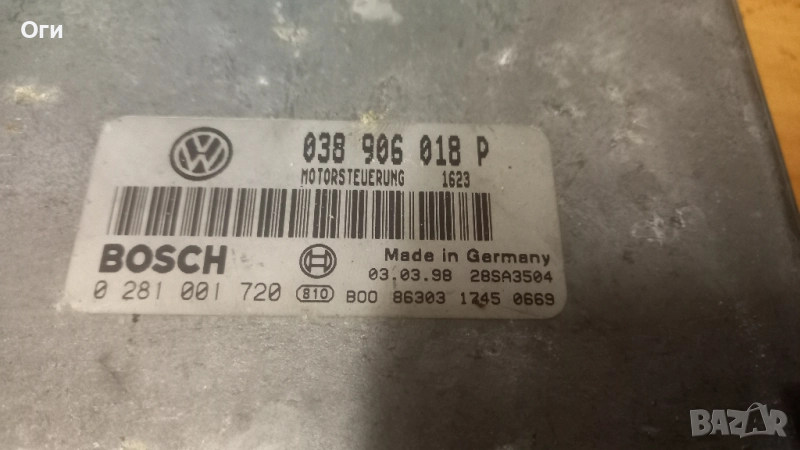 Оги
038 906 018 P
MOTORSTEUERUNG 1623
BOSCH
Made in Germany
03.03.98 28SA3504
0 281 001 720 810 B00 86303 1745 0669
BAZAR